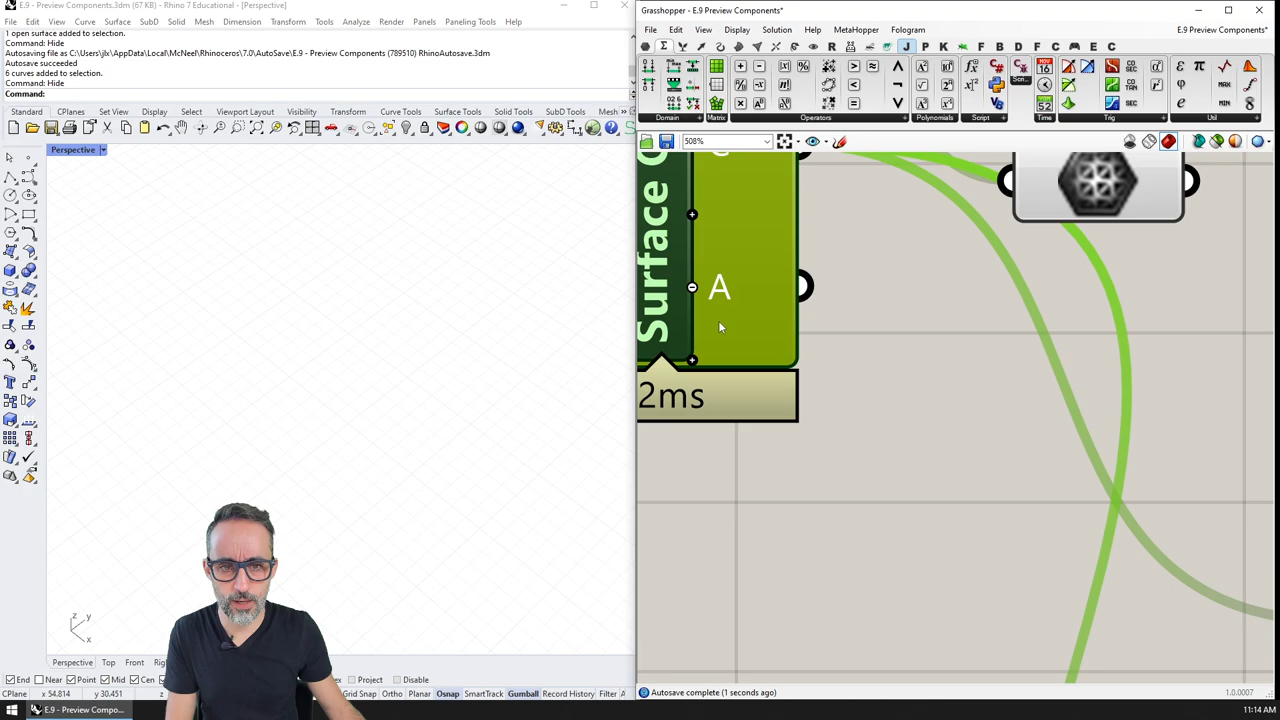 E.9 - Preview Components.3dm (67 KB) - Rhino 7 Educational - [Perspective]
File Edit View Curve Surface SubD Solid Mesh Dimension Transform Tools Analyze Render Panels Paneling Tools Help
1 open surface added to selection.
Command: Hide
Autosaving file as C:\Users\jlx\AppData\Local\McNeel\Rhinoceros\7.0\AutoSave\E.9 - Preview Components (789510) RhinoAutosave.3dm
Autosave succeeded
6 curves added to selection.
Command: Hide
Command:
Standard CPlanes Set View Display Select Viewport Layout Visibility Transform Curve Tools Surface Tools Solid Tools SubD Tools Mesh
Perspective
z y
x
Perspective Top Front
End Near Point Mid Cen Project Disable
CPlane x 54.814 y 30.451 z Grid Snap Ortho Planar Osnap SmartTrack Gumball Record History Filter
E.9 - Preview Compo...
Grasshopper - E.9 Preview Components*
File Edit View Display Solution Help MetaHopper Fologram E.9 Preview Components*
R J P K F B D F C E C
Domain Matrix Operators Polynomials Script Time Trig Util
508%
Surface
A
2ms
Autosave complete (1 seconds ago) 1.0.0007
11:14 AM